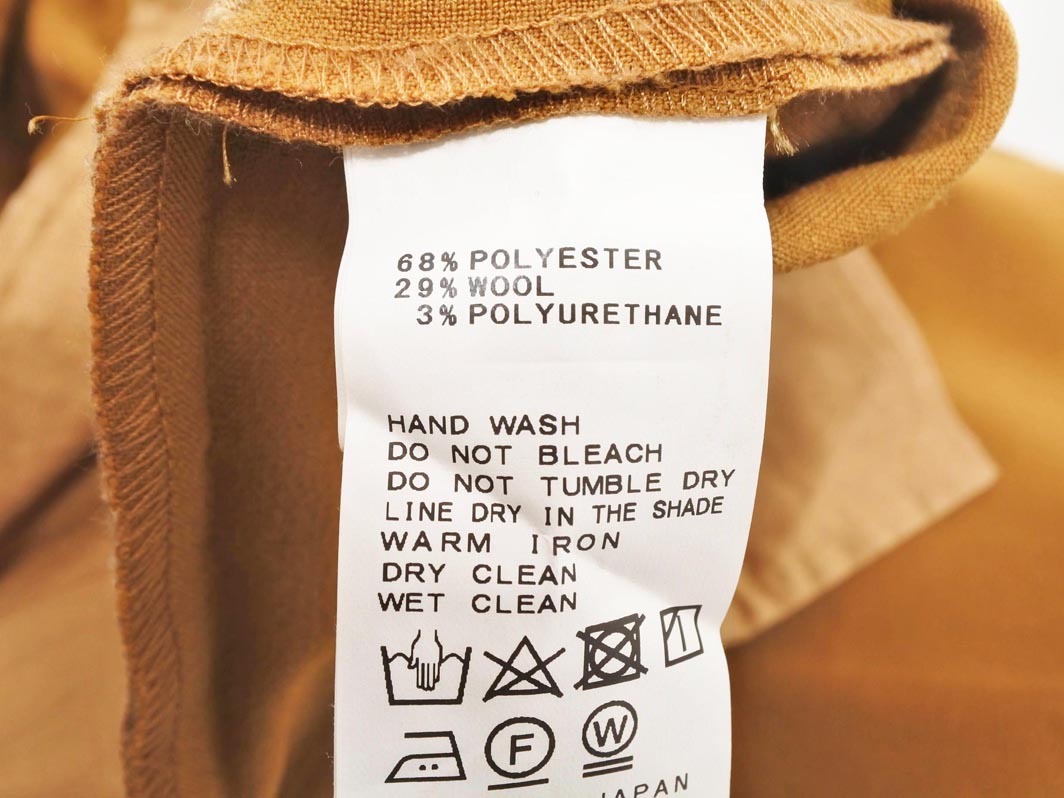 68% POLYESTER
29% WOOL
3% POLYURETHANE
HAND WASH
DO NOT BLEACH
DO NOT TUMBLE DRY
LINE DRY IN THE SHADE
WARM IRON
DRY CLEAN
WET CLEAN
F
W
JAPAN